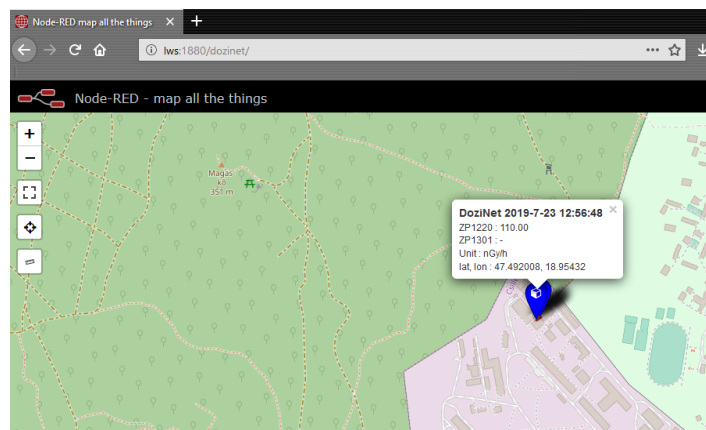 Node-RED map all the things
lws:1880/dozinet/
Node-RED - map all the things
Magas
kő
351 m
DoziNet 2019-7-23 12:56:48
ZP1220 : 110.00
ZP1301 : -
Unit : nGy/h
lat, lon : 47.492008, 18.95432